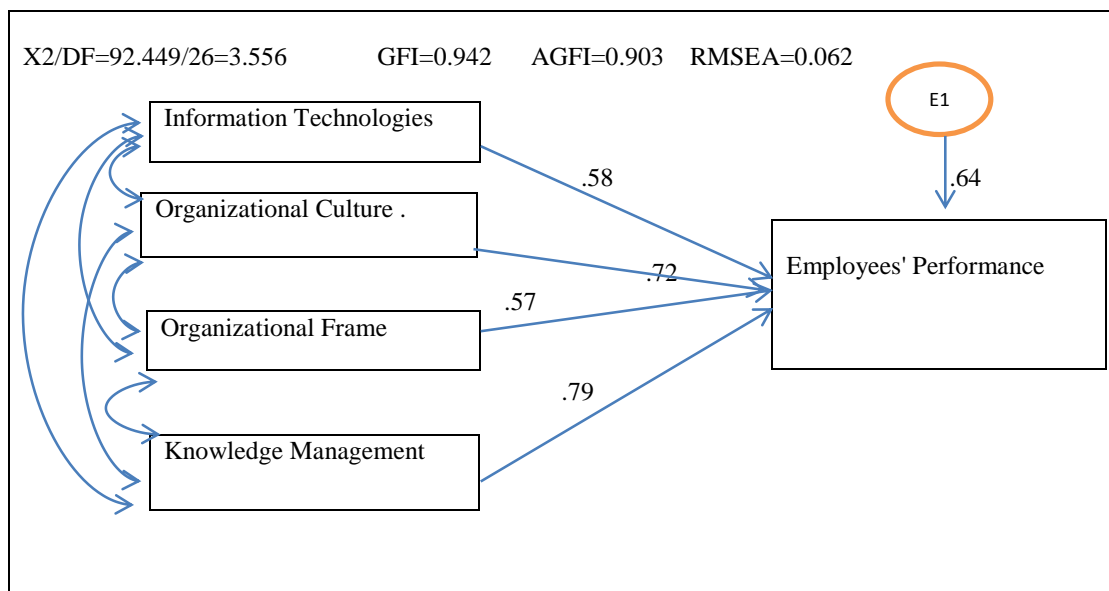 X2/DF=92.449/26=3.556 GFI=0.942 AGFI=0.903 RMSEA=0.062
E1
Information Technologies
.58
.64
Organizational Culture .
Employees' Performance
.72
.57
Organizational Frame
.79
Knowledge Management